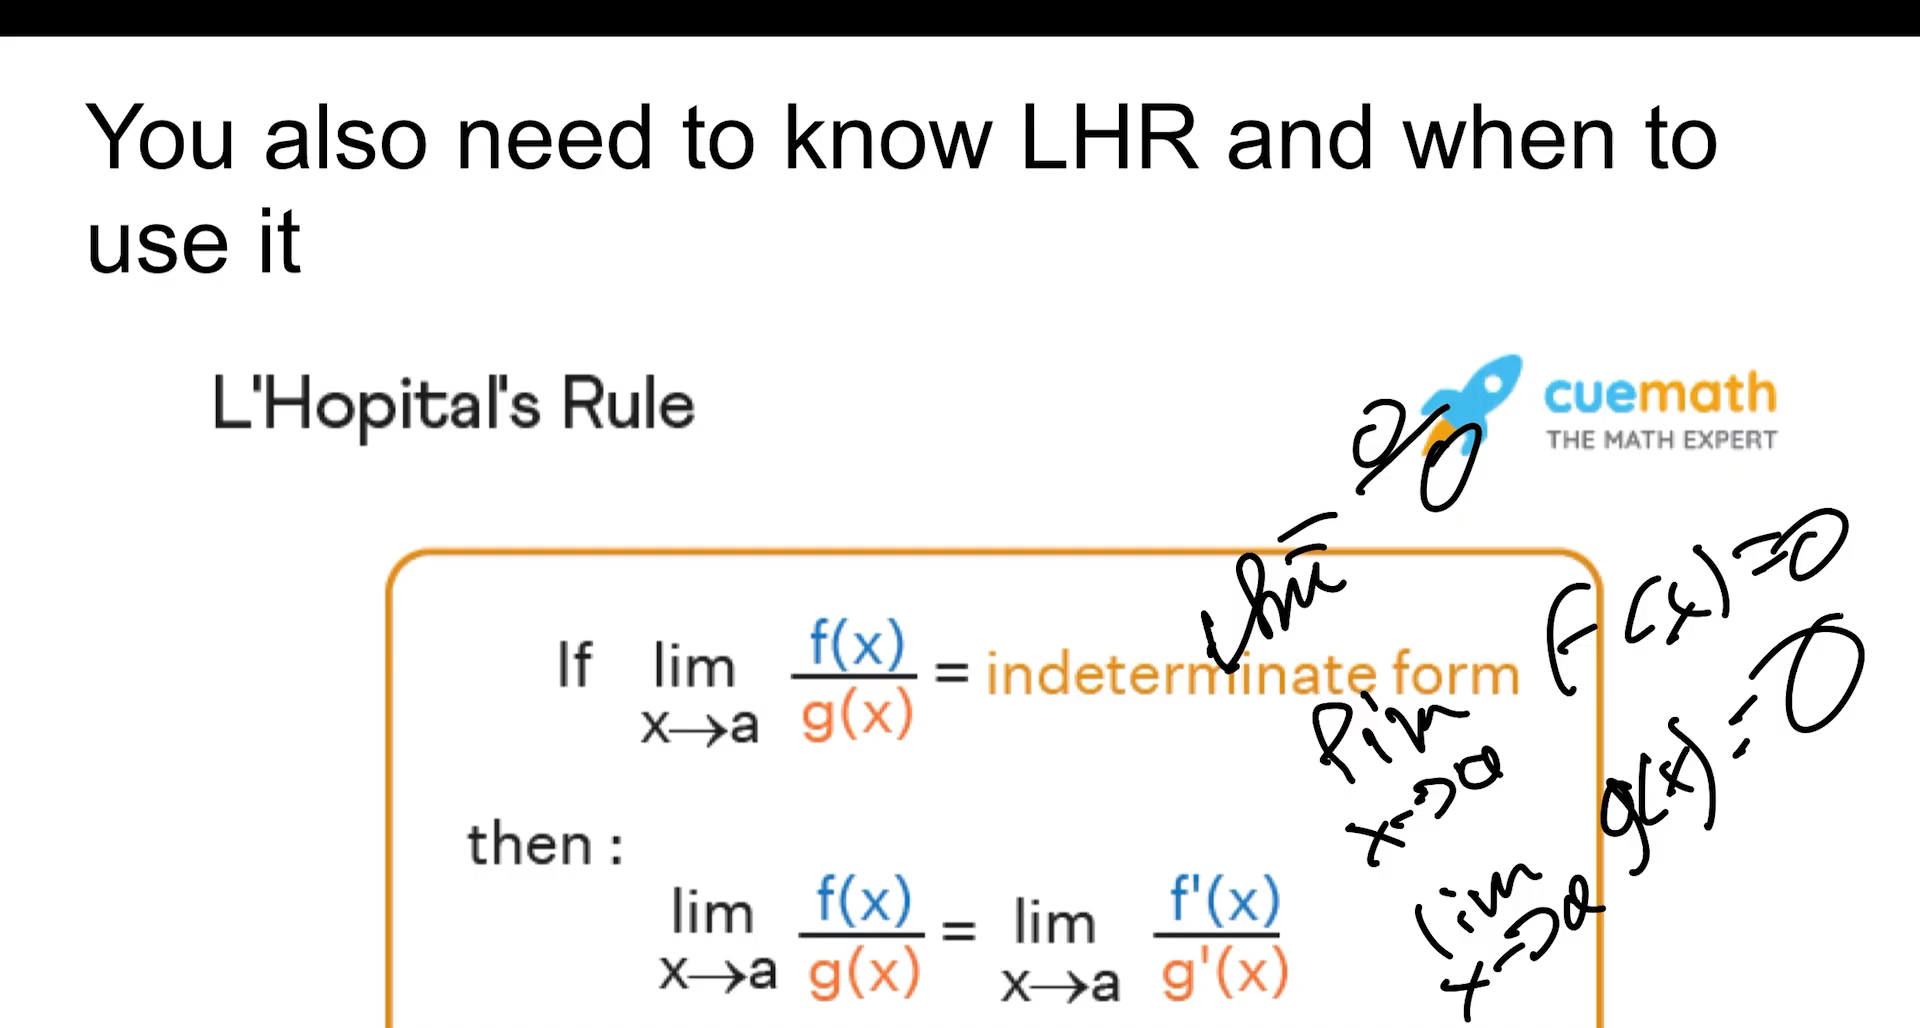 You also need to know LHR and when to
use it
L'Hopital's Rule
cuemath
THE MATH EXPERT
If lim x→a f(x)/g(x) = indeterminate form
then :
lim x→a f(x)/g(x) = lim x→a f'(x)/g'(x)
= 0/0
lim x→a f(x)=0
lim x→a g(x)=0